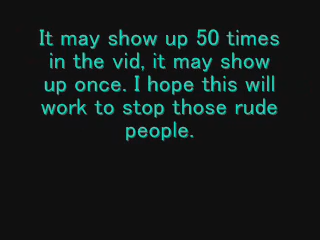 It may show up 50 times
in the vid, it may show
up once. I hope this will
work to stop those rude
people.